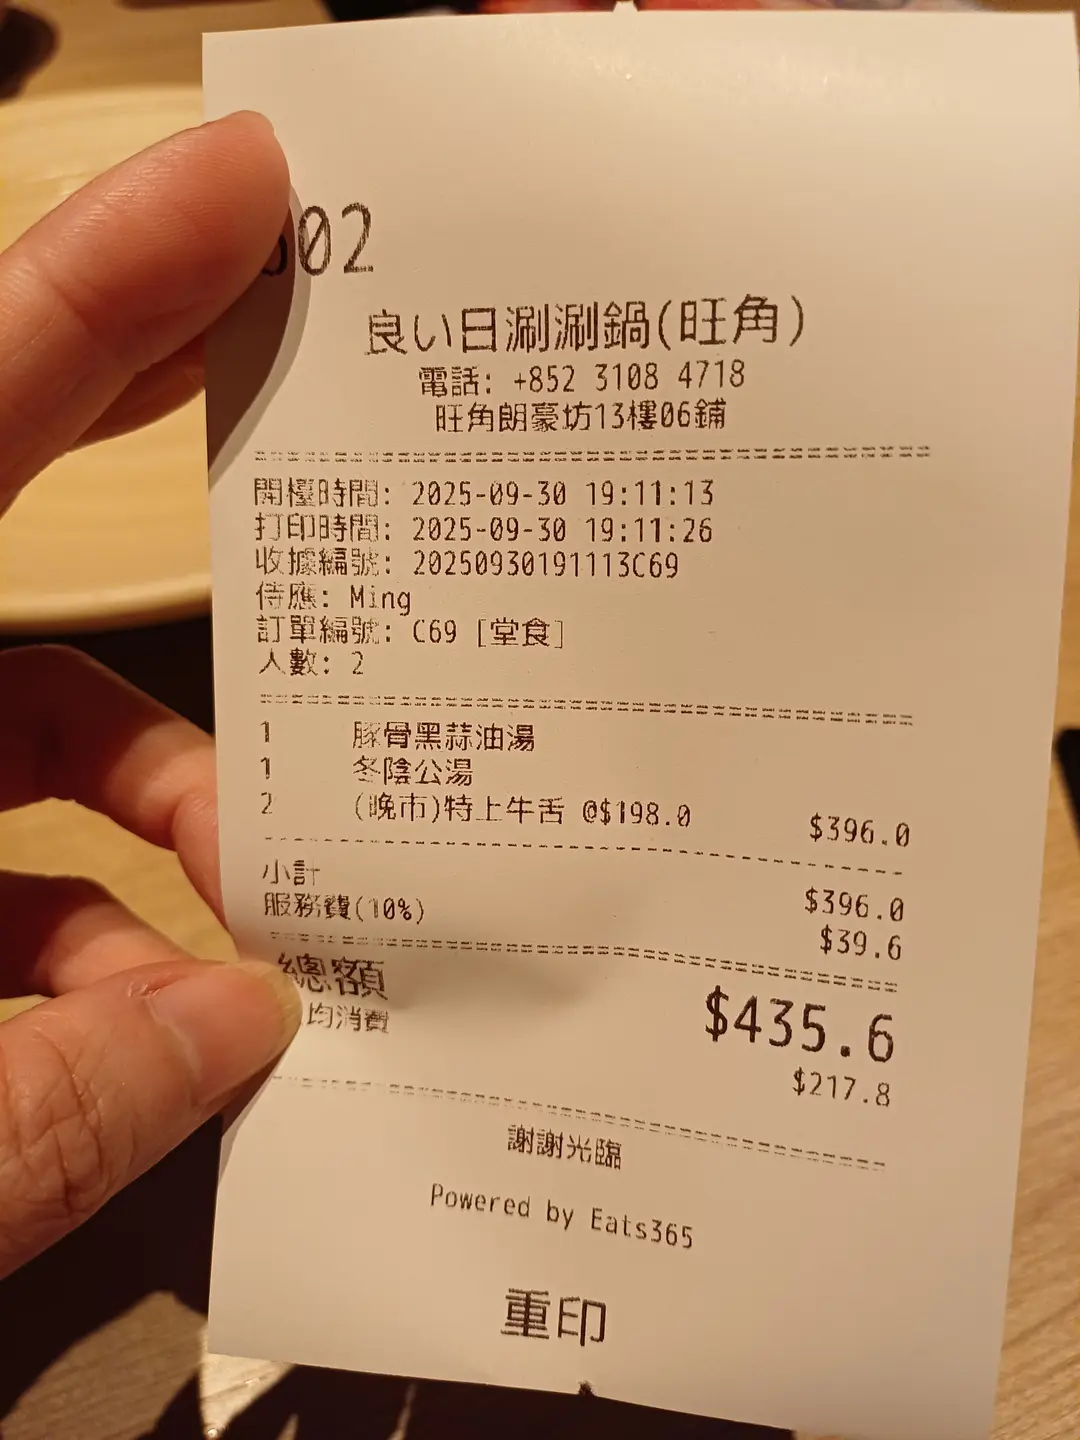 02
良い日涮涮鍋(旺角)
電話: +852 3108 4718
旺角朗豪坊13樓06鋪
開檯時間: 2025-09-30 19:11:13
打印時間: 2025-09-30 19:11:26
收據編號: 20250930191113C69
侍應: Ming
訂單編號: C69 [堂食]
人數: 2
1 豚骨黑蒜油湯
1 冬陰公湯
2 (晚市)特上牛舌 @$198.0 $396.0
小計 $396.0
服務費(10%) $39.6
總額 $435.6
均消費 $217.8
謝謝光臨
Powered by Eats365
重印